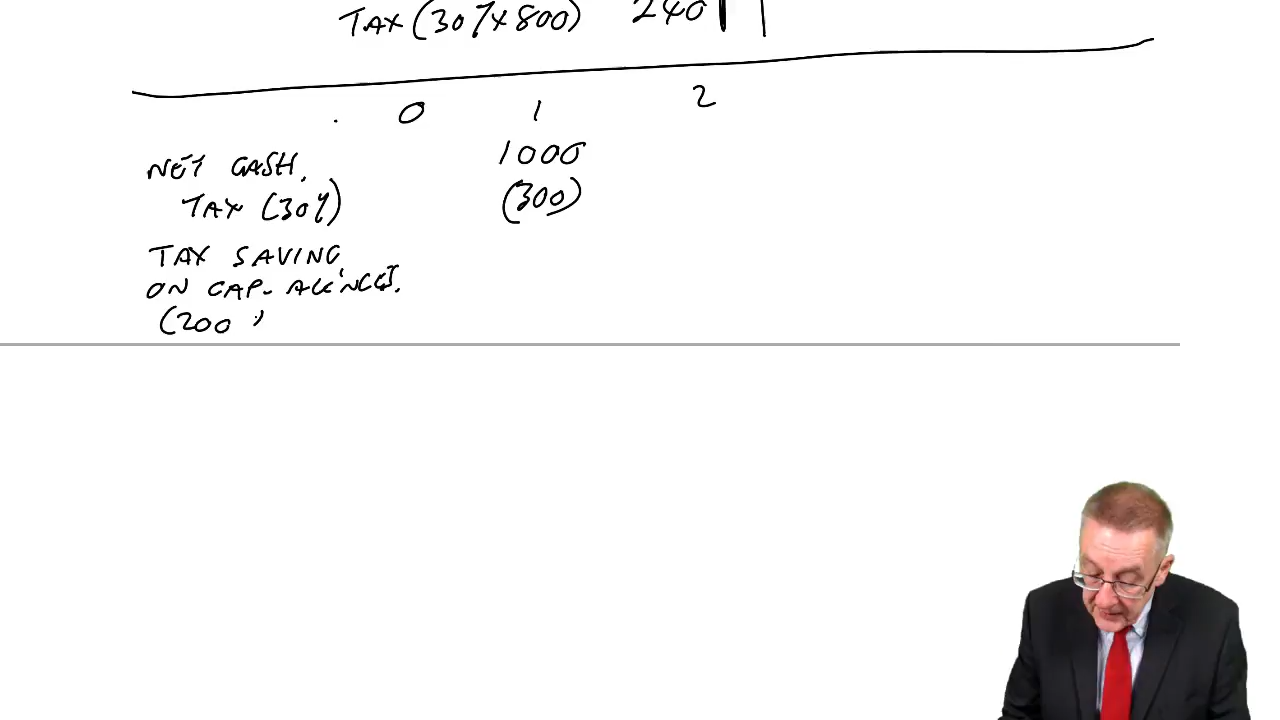 TAX (30% x 800) 240
0 1 2
NET CASH. 1000
TAX (30%) (300)
TAX SAVING
ON CAP. ALL'NCES.
(200 x